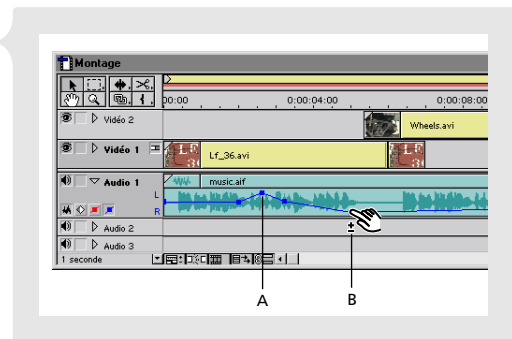 Montage
00:00
0:00:04:00
0:00:08:00
Vidéo 2
Wheels.avi
Vidéo 1
Lf_36.avi
Audio 1
music.aif
L
R
Audio 2
Audio 3
1 seconde
A
B